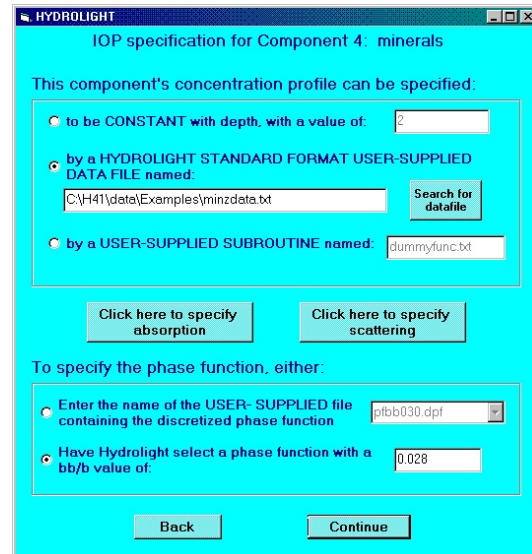 HYDROLIGHT
IOP specification for Component 4: minerals
This component's concentration profile can be specified:
to be CONSTANT with depth, with a value of:
2
by a HYDROLIGHT STANDARD FORMAT USER-SUPPLIED
DATA FILE named:
C:\H41\data\Examples\minzdata.txt
Search for
datafile
by a USER-SUPPLIED SUBROUTINE named:
dummyfunc.txt
Click here to specify
absorption
Click here to specify
scattering
To specify the phase function, either:
Enter the name of the USER- SUPPLIED file
containing the discretized phase function
pfbb030.dpf
Have Hydrolight select a phase function with a
bb/b value of:
0.028
Back
Continue